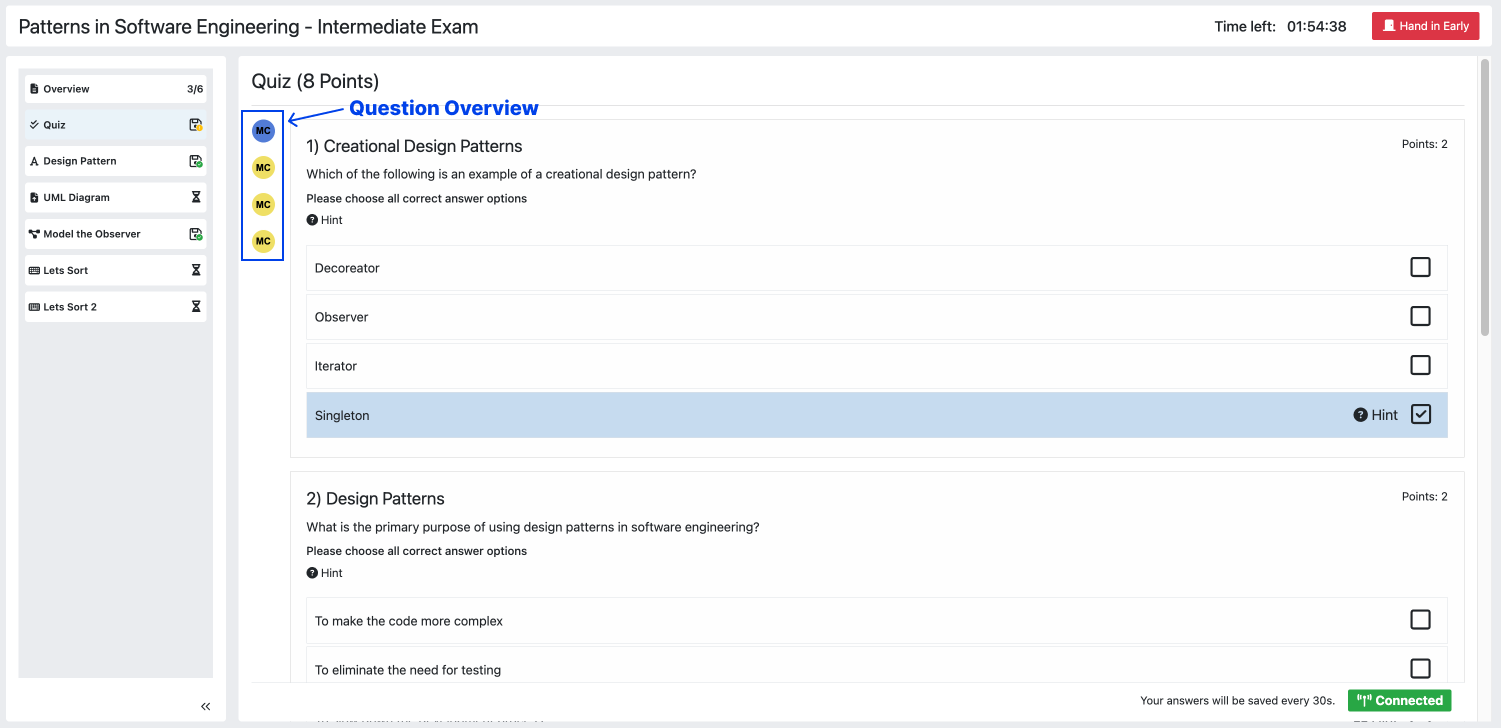 Patterns in Software Engineering - Intermediate Exam
Time left: 01:54:38
Hand in Early
Overview 3/6
Quiz
Design Pattern
UML Diagram
Model the Observer
Lets Sort
Lets Sort 2
Quiz (8 Points)
Question Overview
MC
MC
MC
MC
1) Creational Design Patterns
Points: 2
Which of the following is an example of a creational design pattern?
Please choose all correct answer options
Hint
Decoreator
Observer
Iterator
Singleton
Hint
2) Design Patterns
Points: 2
What is the primary purpose of using design patterns in software engineering?
Please choose all correct answer options
Hint
To make the code more complex
To eliminate the need for testing
Your answers will be saved every 30s.
Connected